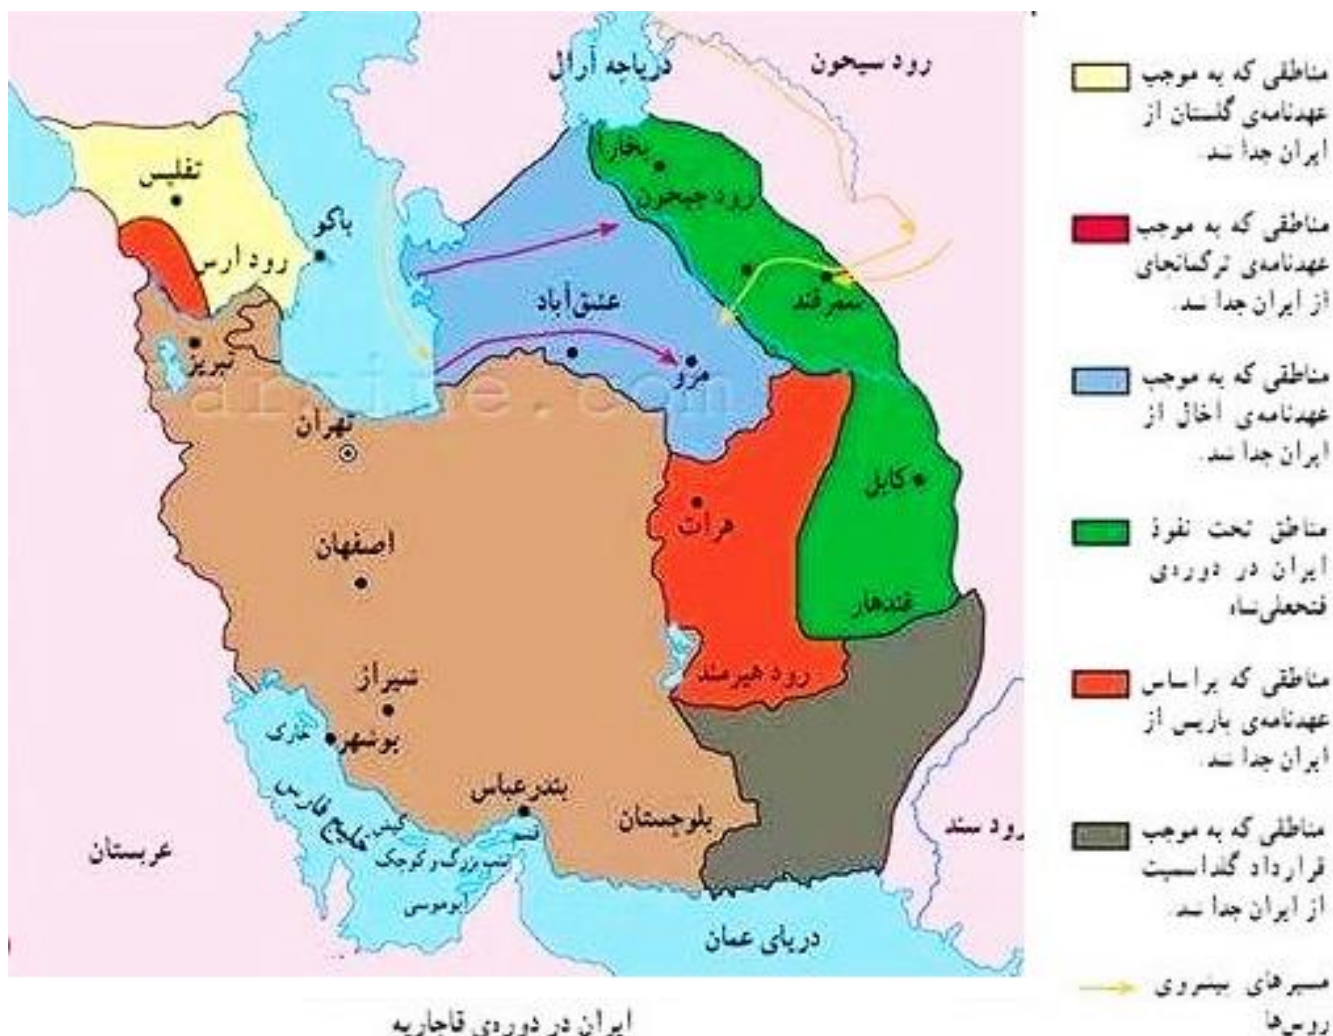 دریاچه آرال
رود سیحون
بخارا
رود جیحون
تفلیس
باکو
رود ارس
سمرقند
عشق‌آباد
مرو
تبریز
تهران
کابل
هرات
اصفهان
قندهار
رود هیرمند
شیراز
خارک
بوشهر
بندرعباس
بلوچستان
خلیج فارس
کیش
قشم
تنب بزرگ و کوچک
ابوموسی
رود سند
عربستان
دریای عمان
مناطقی که به موجب
عهدنامه‌ی گلستان از
ایران جدا شد.
مناطقی که به موجب
عهدنامه‌ی ترکمانچای
از ایران جدا شد.
مناطقی که به موجب
عهدنامه‌ی آخال از
ایران جدا شد.
مناطق تحت نفوذ
ایران در دوره‌ی
فتحعلی‌شاه
مناطقی که براساس
عهدنامه‌ی پاریس از
ایران جدا شد.
مناطقی که به موجب
قرارداد گلداسمیت
از ایران جدا شد.
مسیرهای پیشروی
روس‌ها
ایران در دوره‌ی قاجاریه